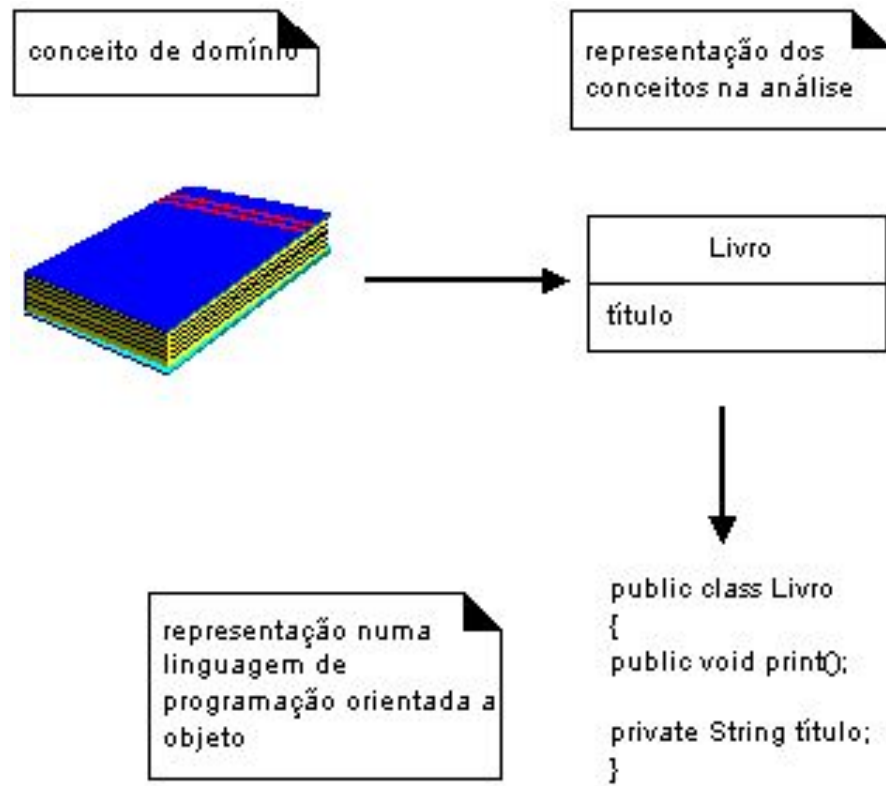 conceito de domínio
representação dos
conceitos na análise
Livro
título
representação numa
linguagem de
programação orientada a
objeto
public class Livro
{
public void print();
private String título;
}